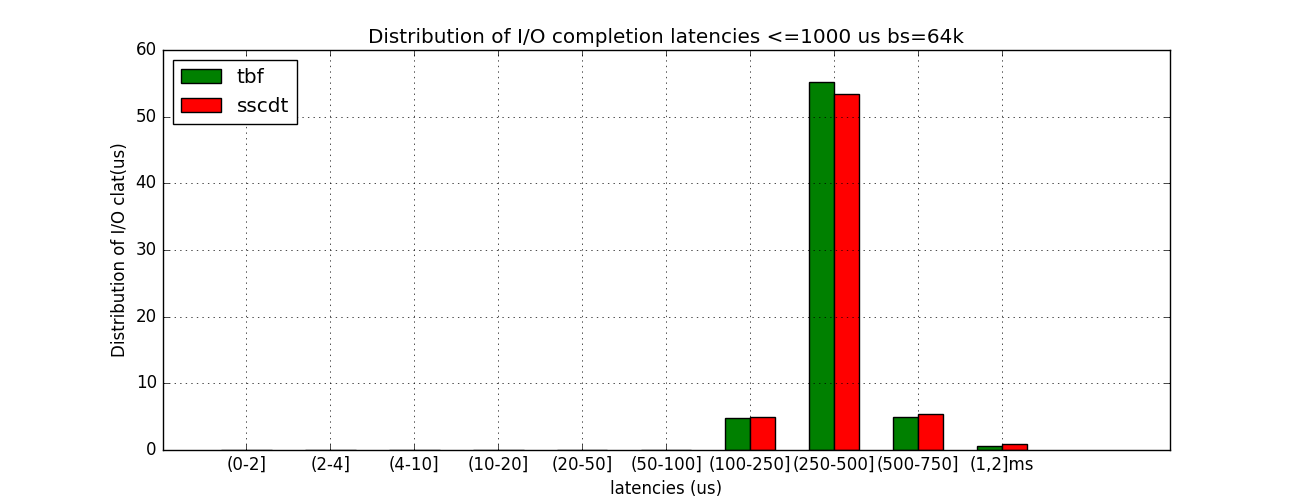 Distribution of I/O completion latencies <=1000 us bs=64k
tbf
sscdt
Distribution of I/O clat(us)
60
50
40
30
20
10
0
(0-2] (2-4] (4-10] (10-20] (20-50] (50-100] (100-250] (250-500] (500-750] (1,2]ms
latencies (us)